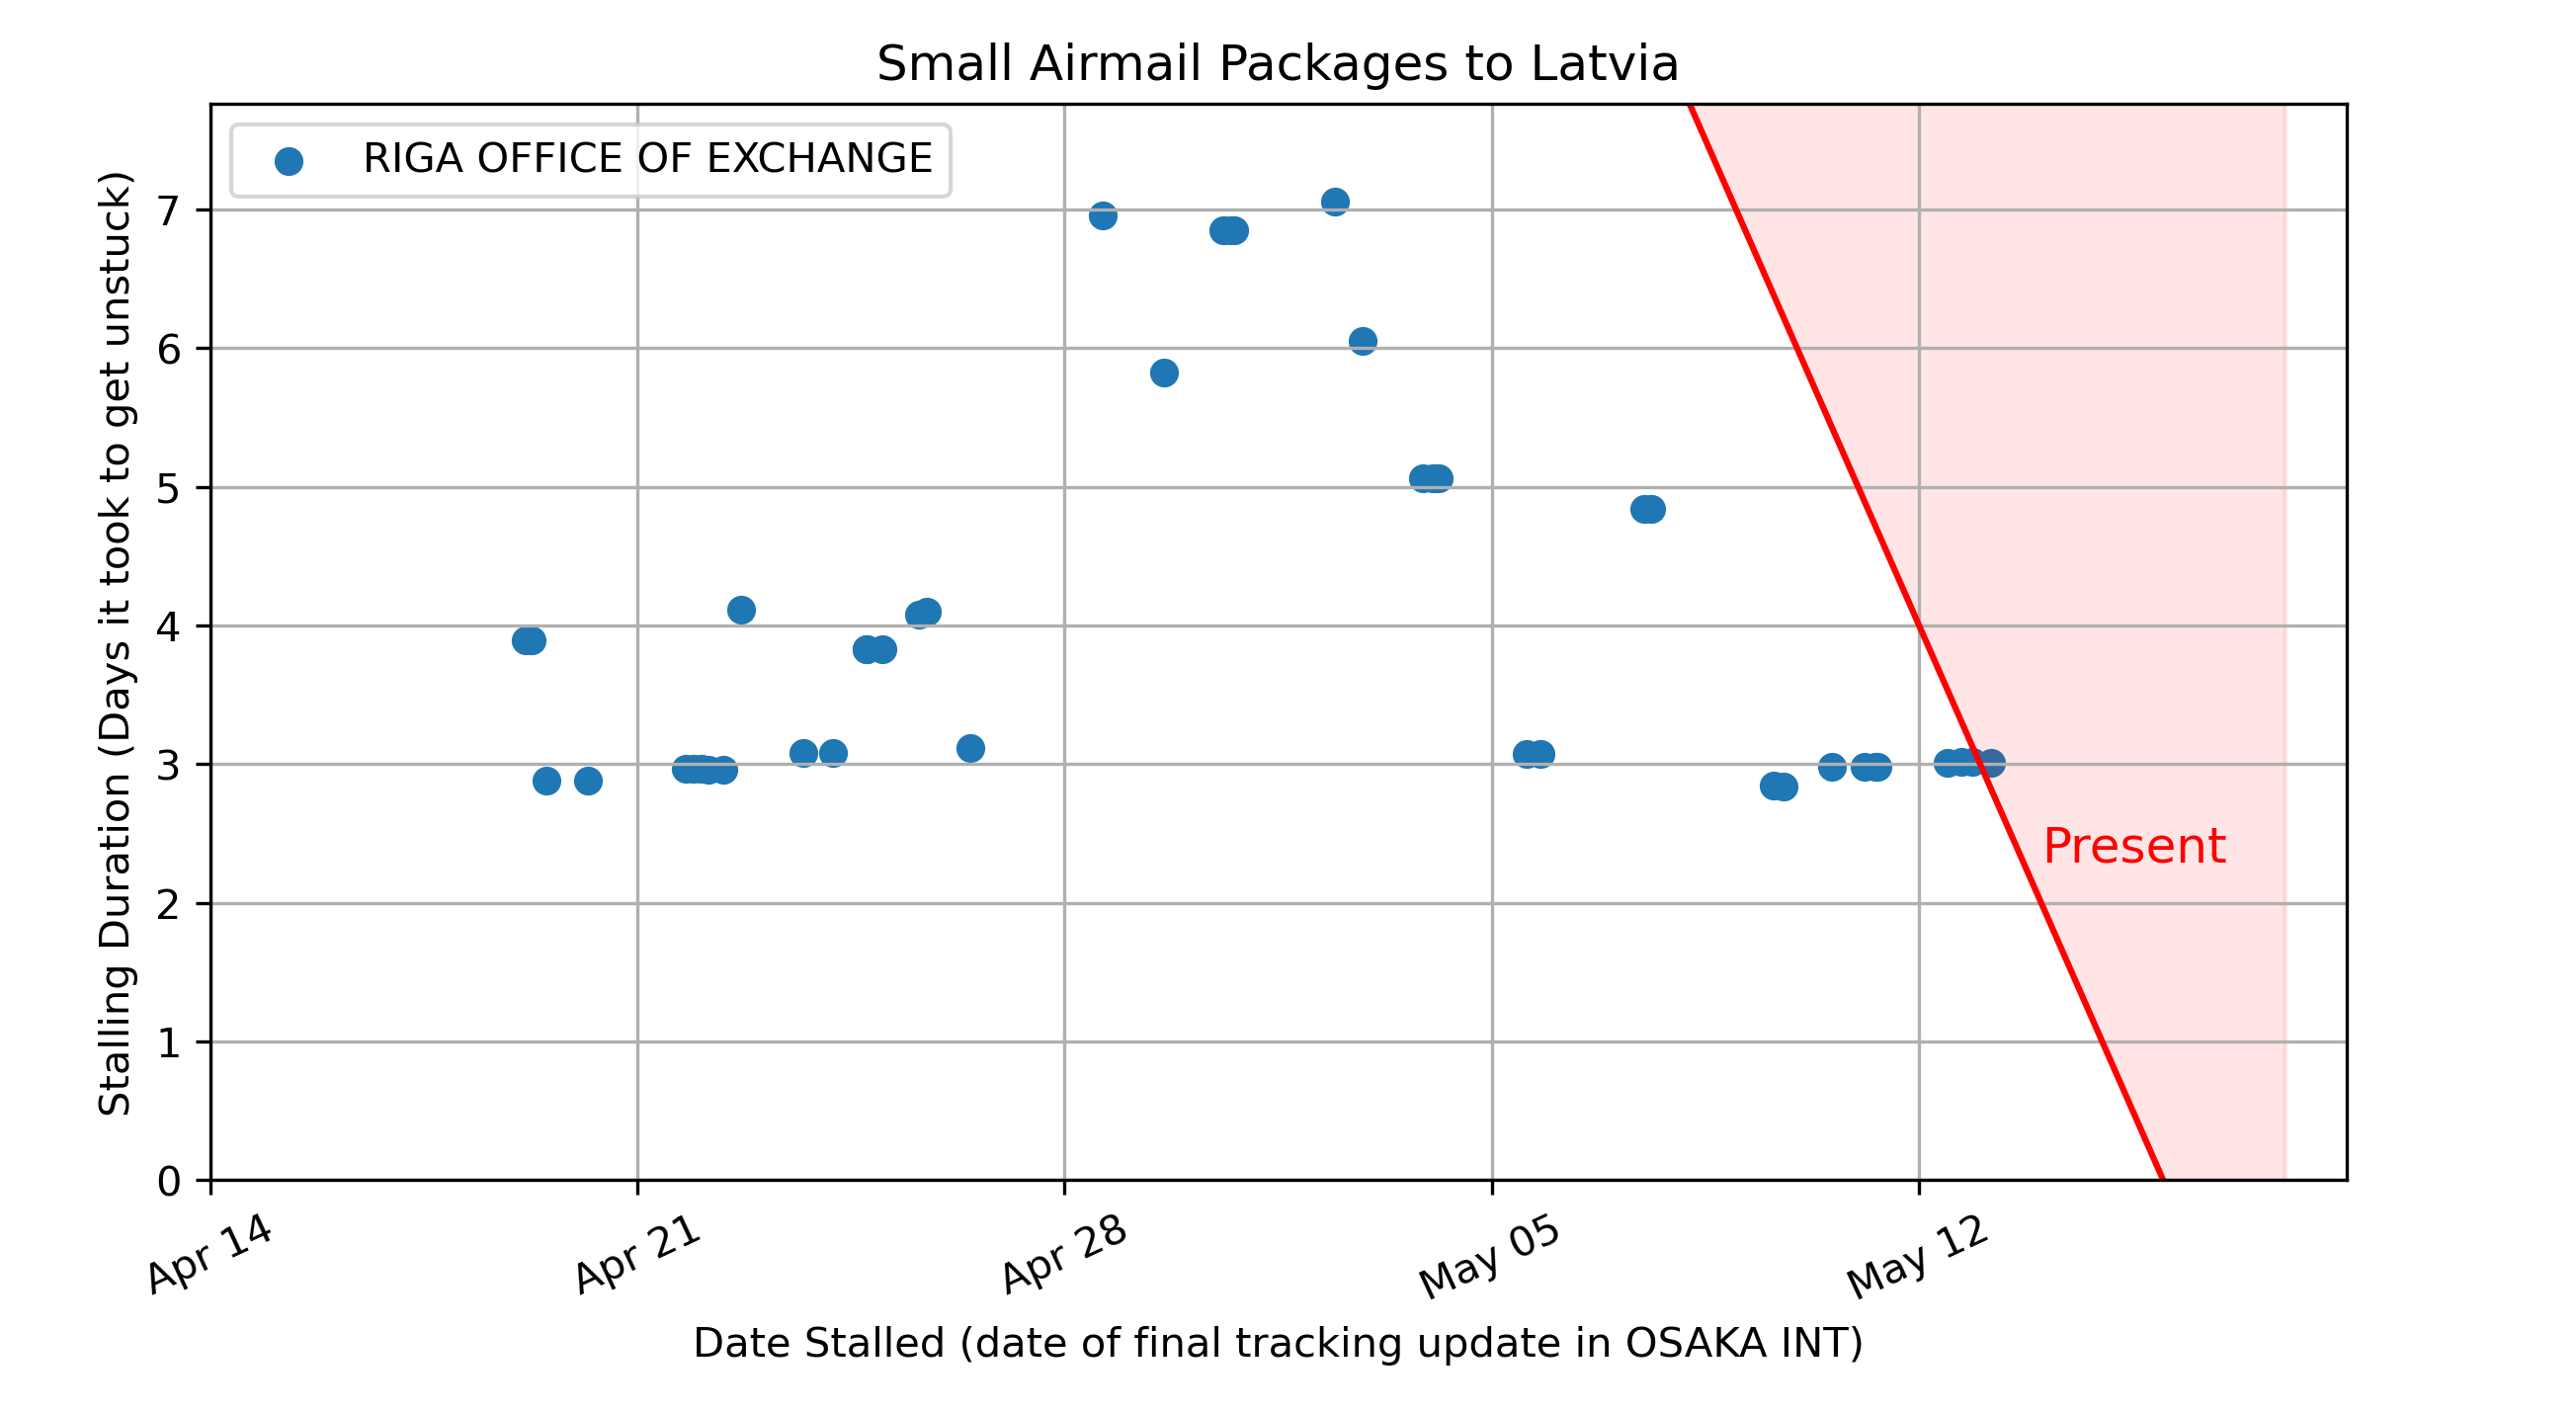 Small Airmail Packages to Latvia
RIGA OFFICE OF EXCHANGE
Stalling Duration (Days it took to get unstuck)
7
6
5
4
3
2
1
0
Present
Apr 14
Apr 21
Apr 28
May 05
May 12
Date Stalled (date of final tracking update in OSAKA INT)